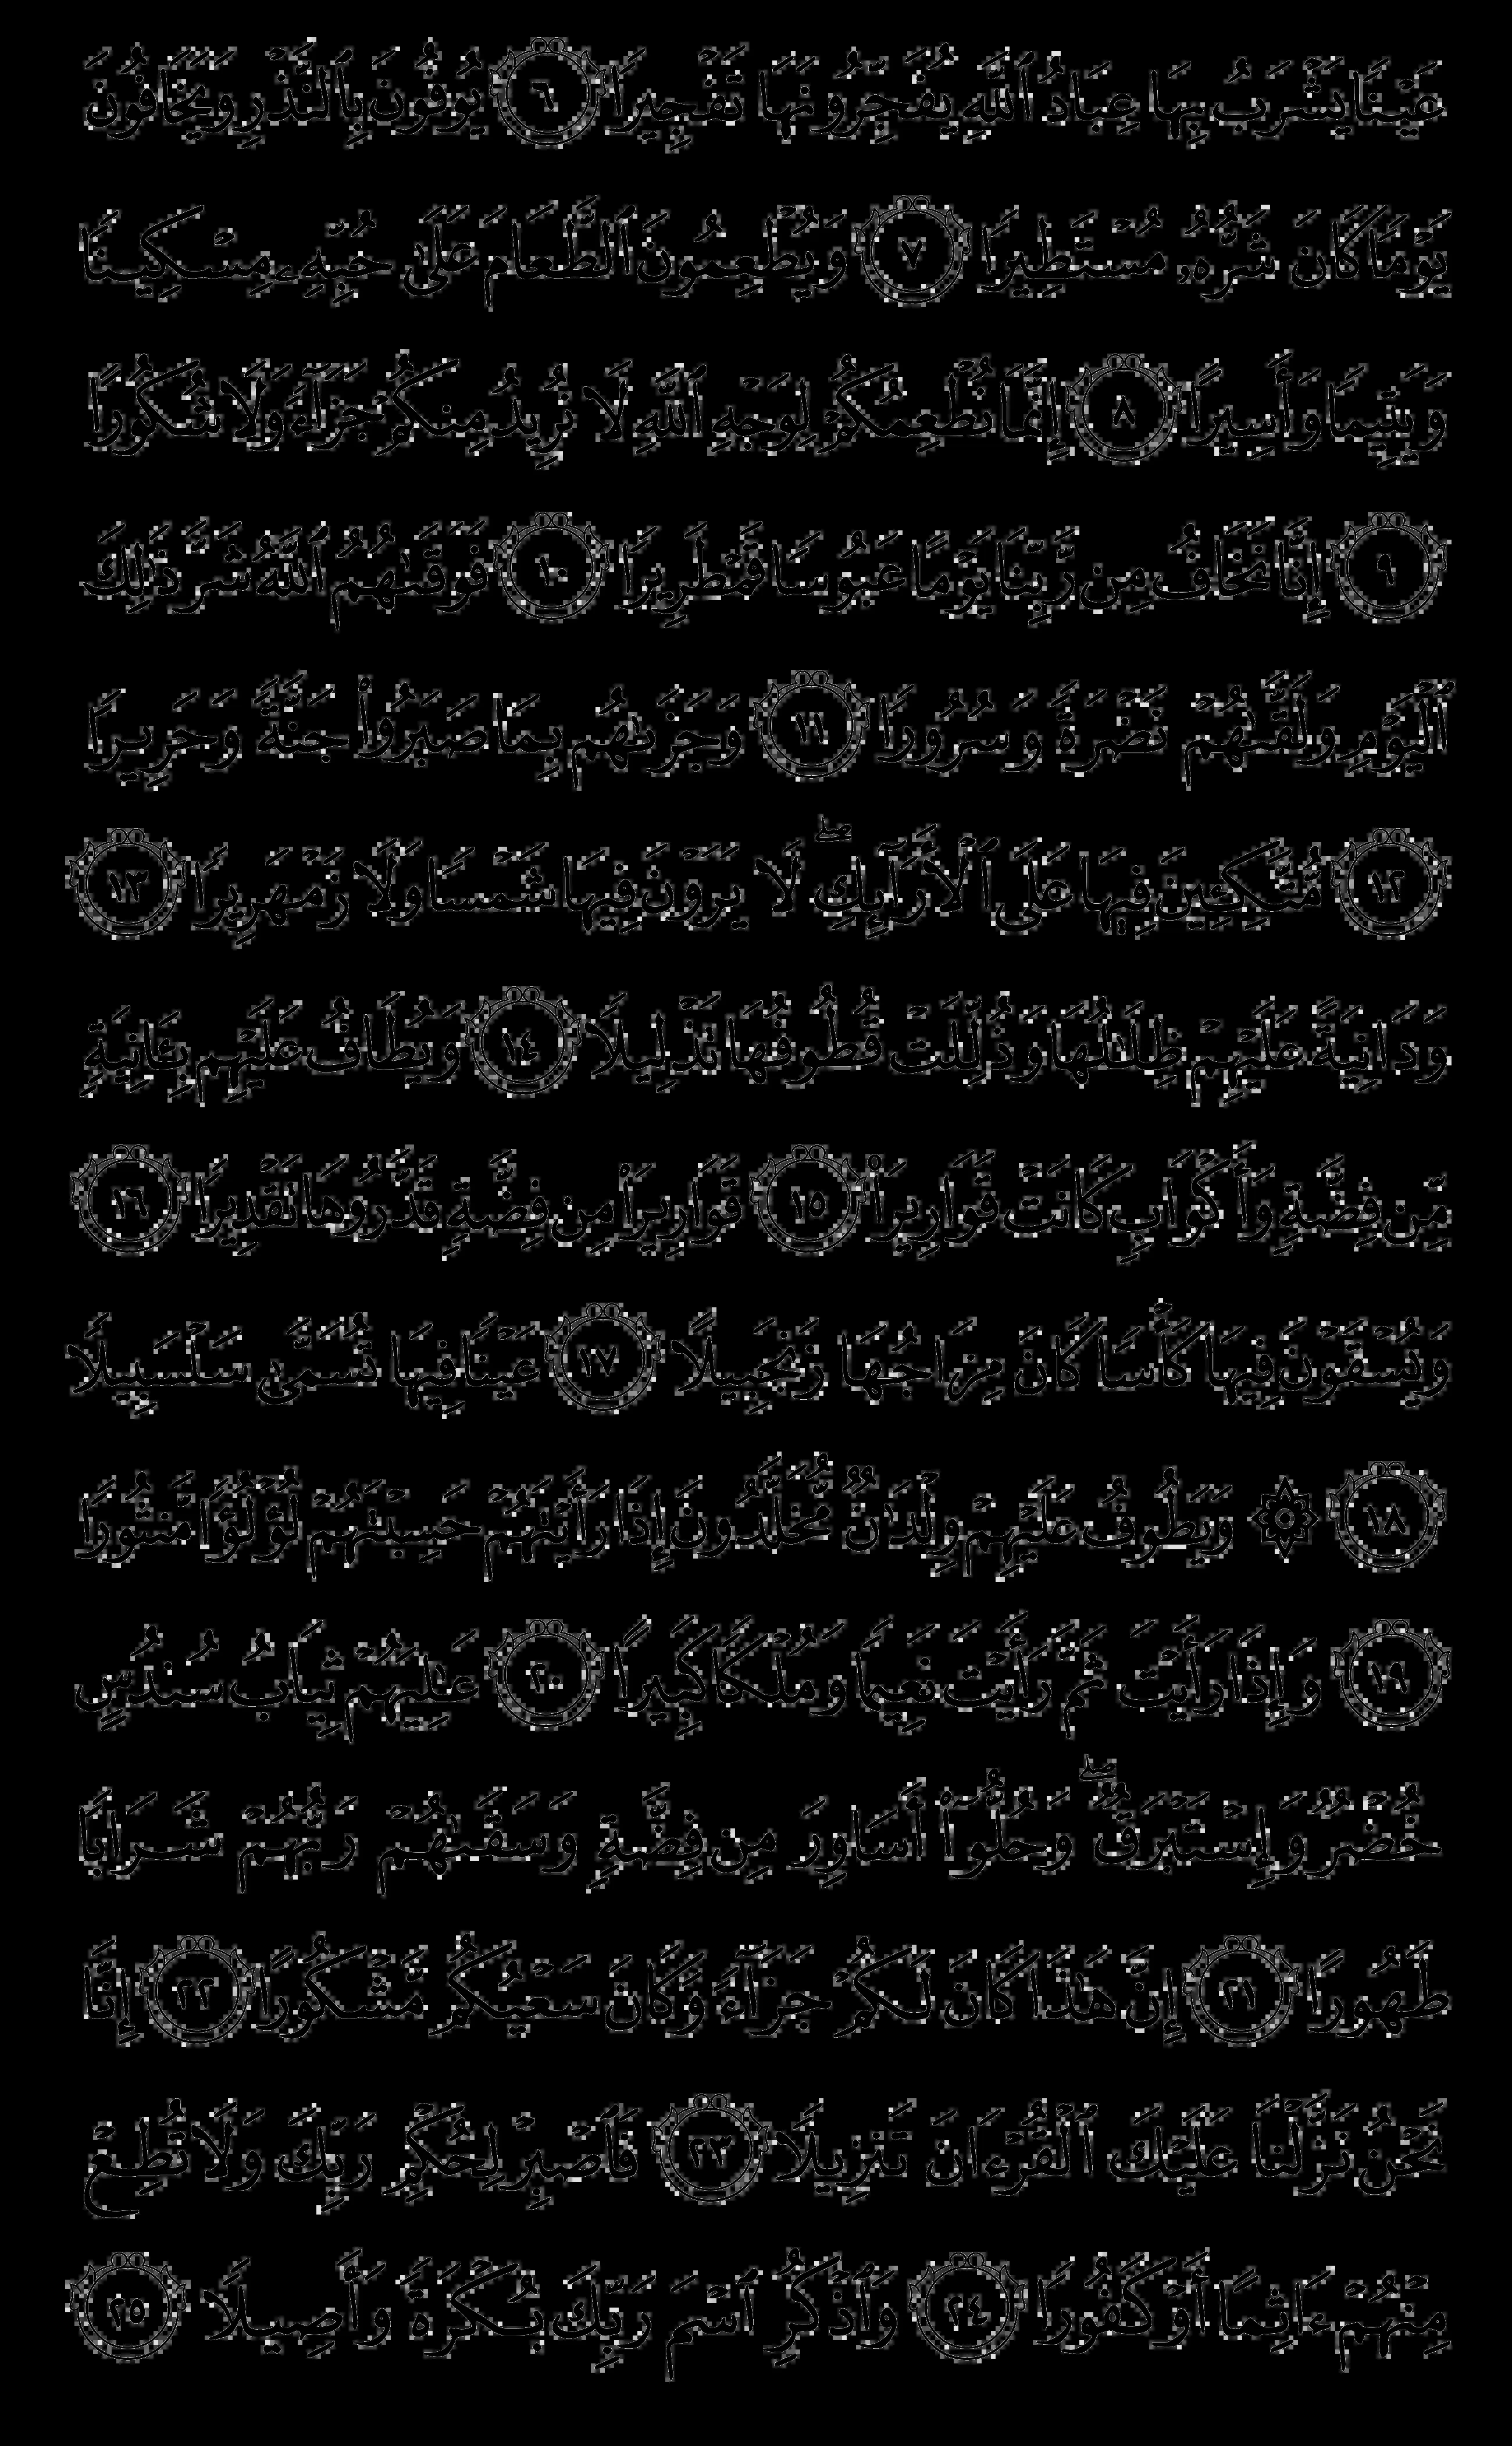 عَيْنًا يَشْرَبُ بِهَا عِبَادُ ٱللَّهِ يُفَجِّرُونَهَا تَفْجِيرًا ٦ يُوفُونَ بِٱلنَّذْرِ وَيَخَافُونَ
يَوْمًا كَانَ شَرُّهُۥ مُسْتَطِيرًا ٧ وَيُطْعِمُونَ ٱلطَّعَامَ عَلَىٰ حُبِّهِۦ مِسْكِينًا
وَيَتِيمًا وَأَسِيرًا ٨ إِنَّمَا نُطْعِمُكُمْ لِوَجْهِ ٱللَّهِ لَا نُرِيدُ مِنكُمْ جَزَآءً وَلَا شُكُورًا
٩ إِنَّا نَخَافُ مِن رَّبِّنَا يَوْمًا عَبُوسًا قَمْطَرِيرًا ١٠ فَوَقَىٰهُمُ ٱللَّهُ شَرَّ ذَٰلِكَ
ٱلْيَوْمِ وَلَقَّىٰهُمْ نَضْرَةً وَسُرُورًا ١١ وَجَزَىٰهُم بِمَا صَبَرُوا۟ جَنَّةً وَحَرِيرًا
١٢ مُّتَّكِـِٔينَ فِيهَا عَلَى ٱلْأَرَآئِكِ ۖ لَا يَرَوْنَ فِيهَا شَمْسًا وَلَا زَمْهَرِيرًا ١٣
وَدَانِيَةً عَلَيْهِمْ ظِلَـٰلُهَا وَذُلِّلَتْ قُطُوفُهَا تَذْلِيلًا ١٤ وَيُطَافُ عَلَيْهِم بِـَٔانِيَةٍ
مِّن فِضَّةٍ وَأَكْوَابٍ كَانَتْ قَوَارِيرَا۠ ١٥ قَوَارِيرَا۟ مِن فِضَّةٍ قَدَّرُوهَا تَقْدِيرًا ١٦
وَيُسْقَوْنَ فِيهَا كَأْسًا كَانَ مِزَاجُهَا زَنجَبِيلًا ١٧ عَيْنًا فِيهَا تُسَمَّىٰ سَلْسَبِيلًا
١٨ ۞ وَيَطُوفُ عَلَيْهِمْ وِلْدَٰنٌ مُّخَلَّدُونَ إِذَا رَأَيْتَهُمْ حَسِبْتَهُمْ لُؤْلُؤًا مَّنثُورًا
١٩ وَإِذَا رَأَيْتَ ثَمَّ رَأَيْتَ نَعِيمًا وَمُلْكًا كَبِيرًا ٢٠ عَـٰلِيَهُمْ ثِيَابُ سُندُسٍ
خُضْرٌ وَإِسْتَبْرَقٌ ۖ وَحُلُّوٓا۟ أَسَاوِرَ مِن فِضَّةٍ وَسَقَىٰهُمْ رَبُّهُمْ شَرَابًا
طَهُورًا ٢١ إِنَّ هَـٰذَا كَانَ لَكُمْ جَزَآءً وَكَانَ سَعْيُكُم مَّشْكُورًا ٢٢ إِنَّا
نَحْنُ نَزَّلْنَا عَلَيْكَ ٱلْقُرْءَانَ تَنزِيلًا ٢٣ فَٱصْبِرْ لِحُكْمِ رَبِّكَ وَلَا تُطِعْ
مِنْهُمْ ءَاثِمًا أَوْ كَفُورًا ٢٤ وَٱذْكُرِ ٱسْمَ رَبِّكَ بُكْرَةً وَأَصِيلًا ٢٥